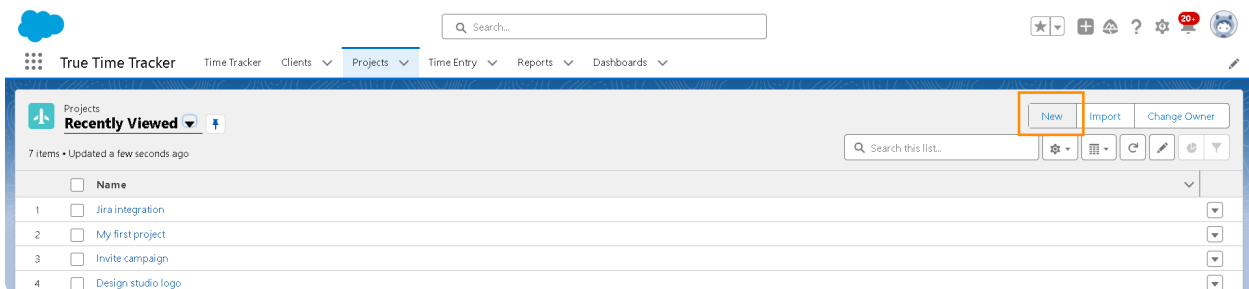 Search...
20+
True Time Tracker Time Tracker Clients Projects Time Entry Reports Dashboards
Projects
Recently Viewed
New Import Change Owner
7 items • Updated a few seconds ago
Search this list...
Name
1 Jira integration
2 My first project
3 Invite campaign
4 Design studio logo